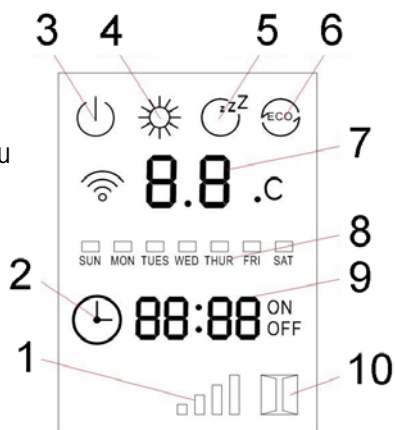 3 4 5 6
zzZ
ECO
u
7
8.8 .C
8
SUN MON TUES WED THUR FRI SAT
2
9
88:88 ON
OFF
1
10